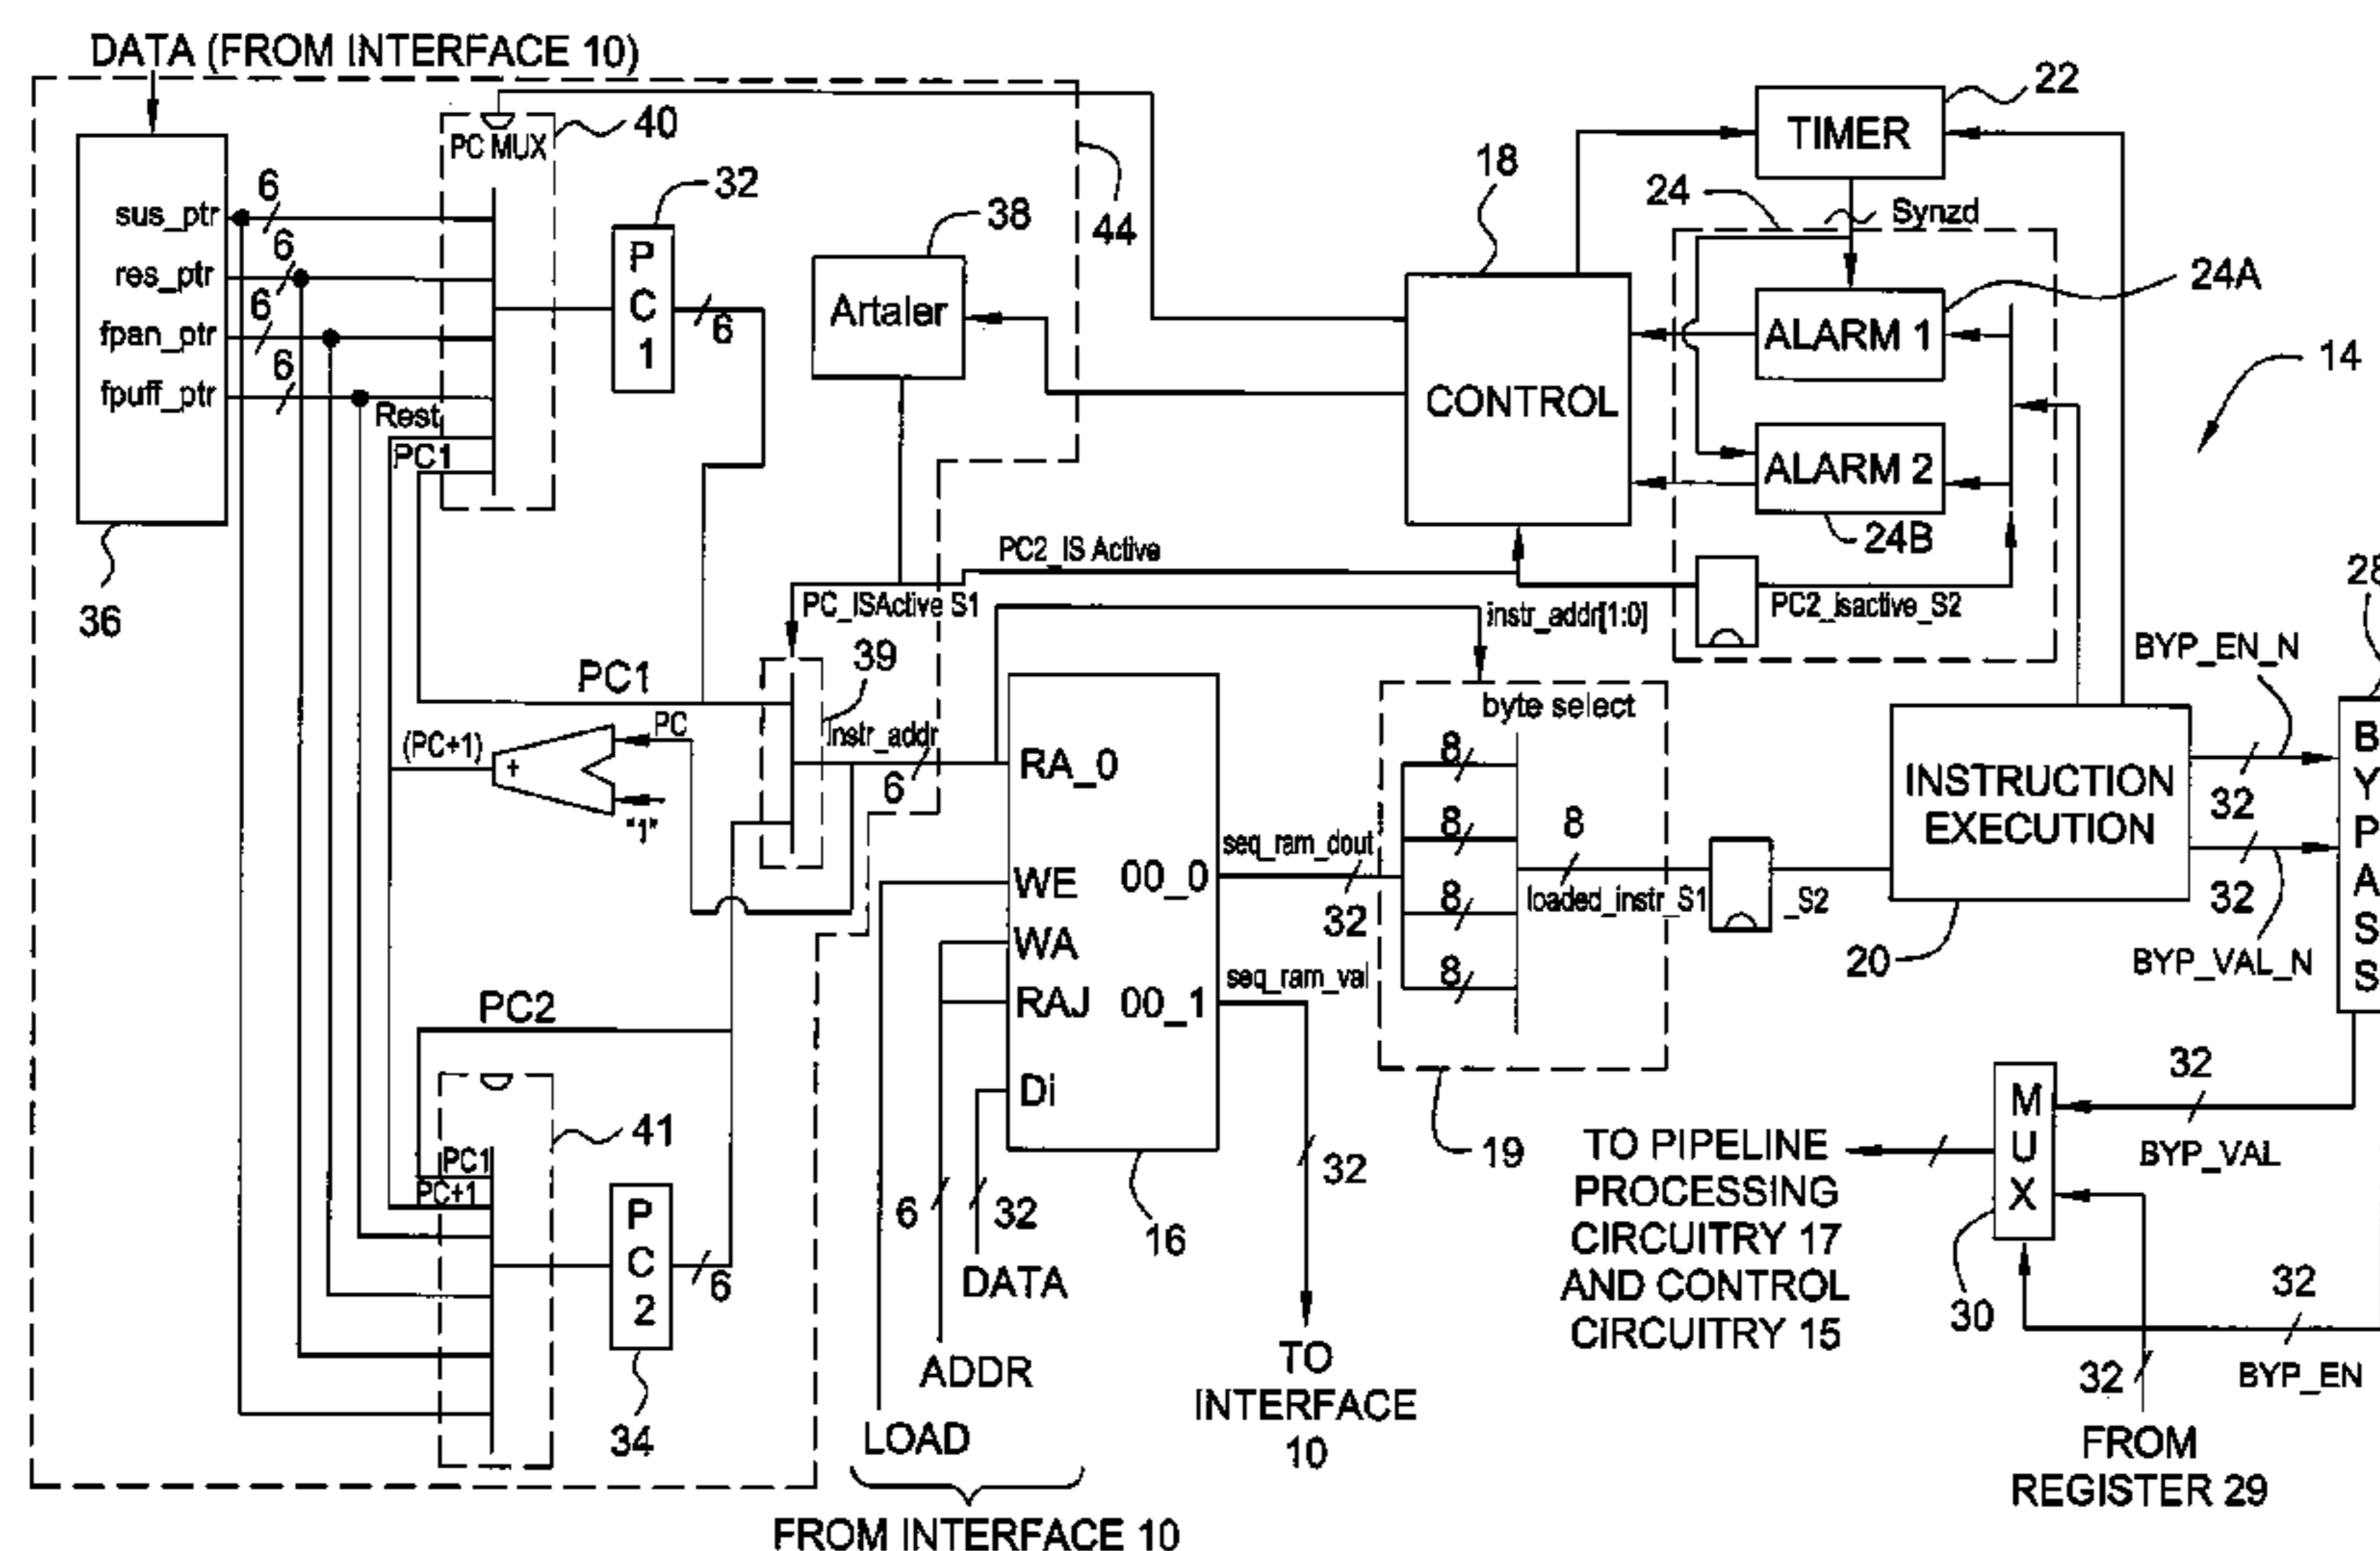 DATA (FROM INTERFACE 10)
22
TIMER
PC MUX
40
18
24
Synzd
sus_ptr
6
32
38
44
24A
res_ptr
6
P
C
1
6
Artaler
ALARM 1
14
fpan_ptr
6
fpuff_ptr
6
Rest
PC1
CONTROL
ALARM 2
24B
36
PC2_IS Active
PC_ISActive S1
instr_addr[1:0]
PC2_isactive_S2
28
BYP_EN_N
PC1
39
PC
(PC+1)
+
"1"
Instr_addr
6
RA_0
byte select
8
8
8
8
8
INSTRUCTION
EXECUTION
32
32
B
Y
P
A
S
S
seq_ram_dout
32
WE
00_0
loaded_instr_S1
_S2
WA
RAJ
00_1
seq_ram_val
20
BYP_VAL_N
PC2
Di
32
M
U
X
BYP_VAL
41
PC1
PC+1
P
C
2
6
34
6
32
16
32
19
TO PIPELINE
PROCESSING
CIRCUITRY 17
AND CONTROL
CIRCUITRY 15
30
32
BYP_EN
DATA
ADDR
LOAD
TO
INTERFACE
10
32
FROM
REGISTER 29
FROM INTERFACE 10